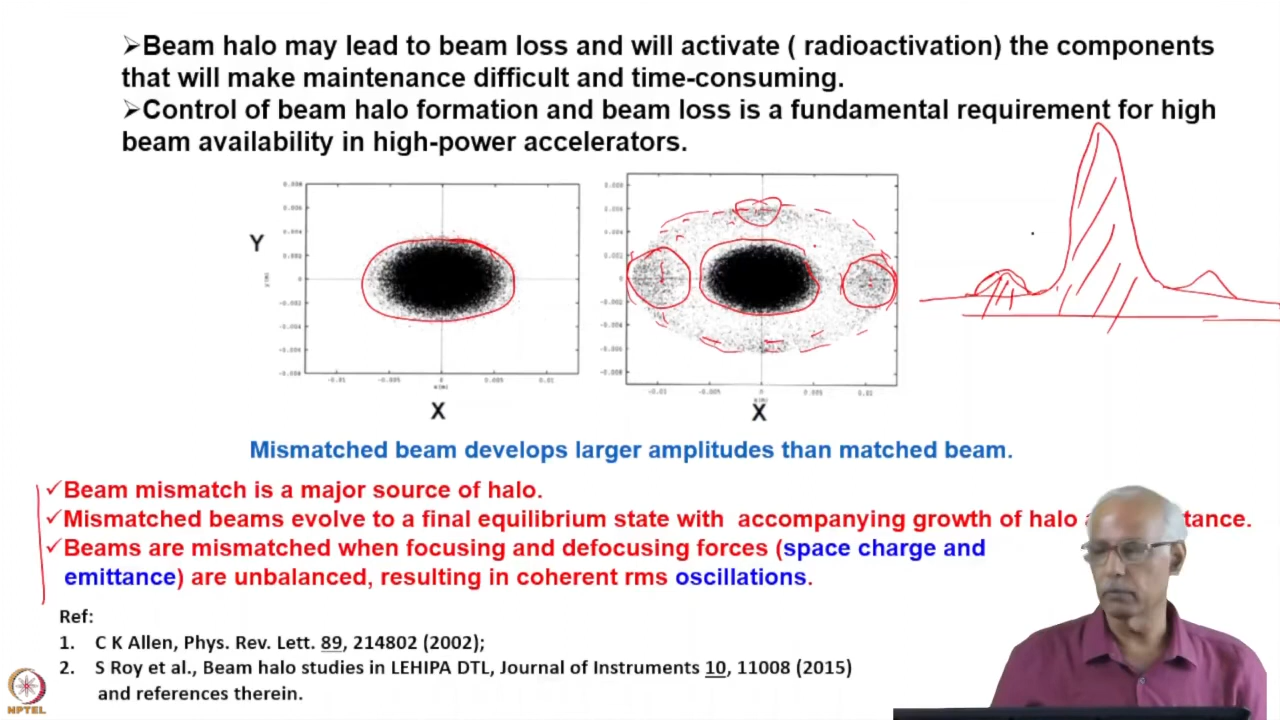 ➢Beam halo may lead to beam loss and will activate ( radioactivation) the components
that will make maintenance difficult and time-consuming.
➢Control of beam halo formation and beam loss is a fundamental requirement for high
beam availability in high-power accelerators.
Y
X
X
Mismatched beam develops larger amplitudes than matched beam.
✓Beam mismatch is a major source of halo.
✓Mismatched beams evolve to a final equilibrium state with accompanying growth of halo
✓Beams are mismatched when focusing and defocusing forces (space charge and
emittance) are unbalanced, resulting in coherent rms oscillations.
Ref:
1. C K Allen, Phys. Rev. Lett. 89, 214802 (2002);
2. S Roy et al., Beam halo studies in LEHIPA DTL, Journal of Instruments 10, 11008 (2015)
and references therein.
NPTEL